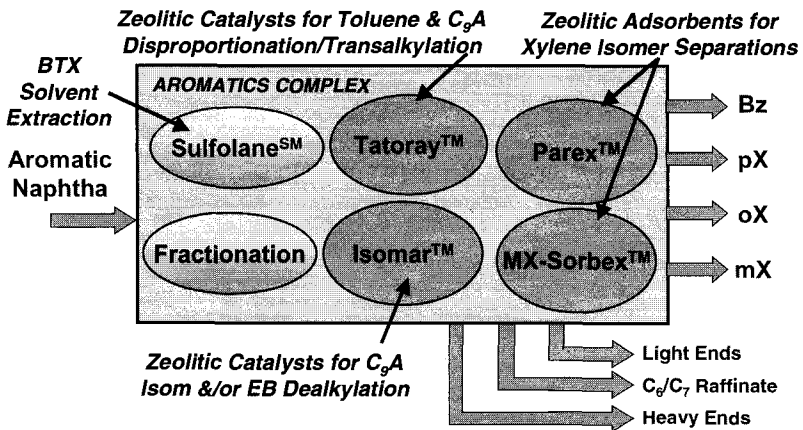 Zeolitic Catalysts for Toluene & C₉A
Disproportionation/Transalkylation
Zeolitic Adsorbents for
Xylene Isomer Separations
BTX
Solvent
Extraction
AROMATICS COMPLEX
Aromatic
Naphtha
Sulfolane℠
Tatoray™
Parex™
Fractionation
Isomar™
MX-Sorbex™
Bz
pX
oX
mX
Zeolitic Catalysts for C₉A
Isom &/or EB Dealkylation
Light Ends
C₆/C₇ Raffinate
Heavy Ends